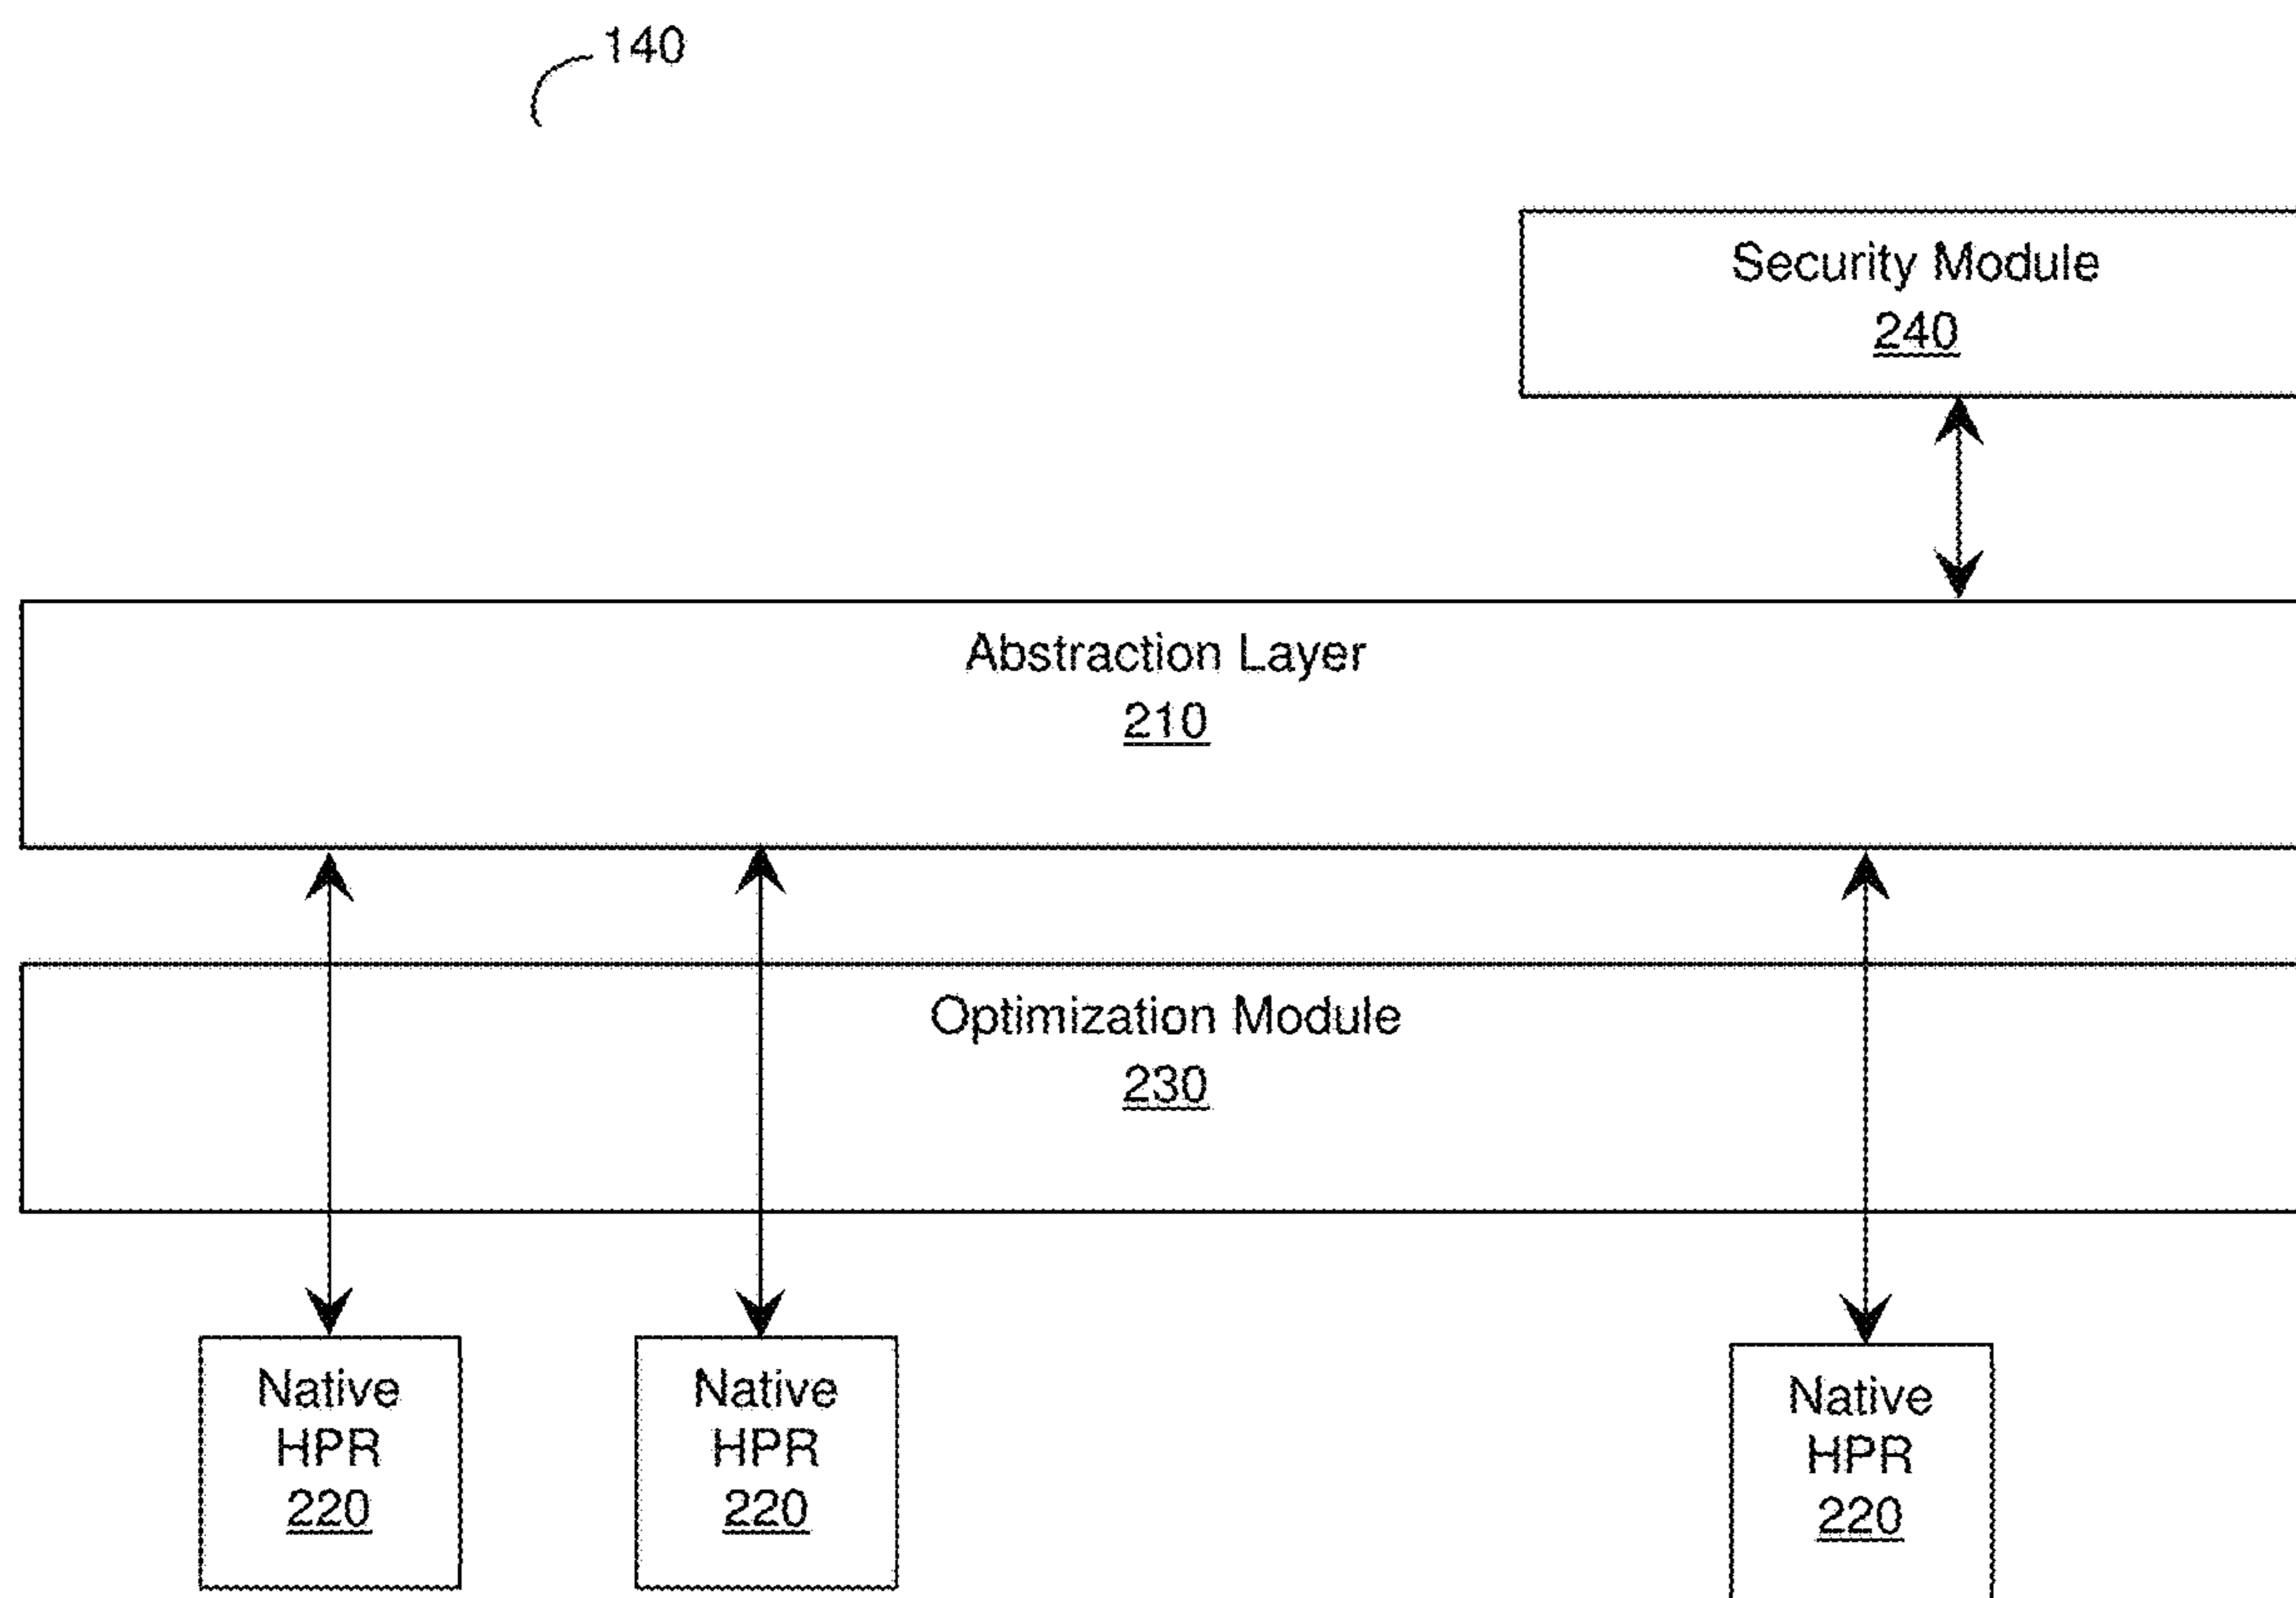 140
Security Module
240
Abstraction Layer
210
Optimization Module
230
Native
HPR
220
Native
HPR
220
Native
HPR
220